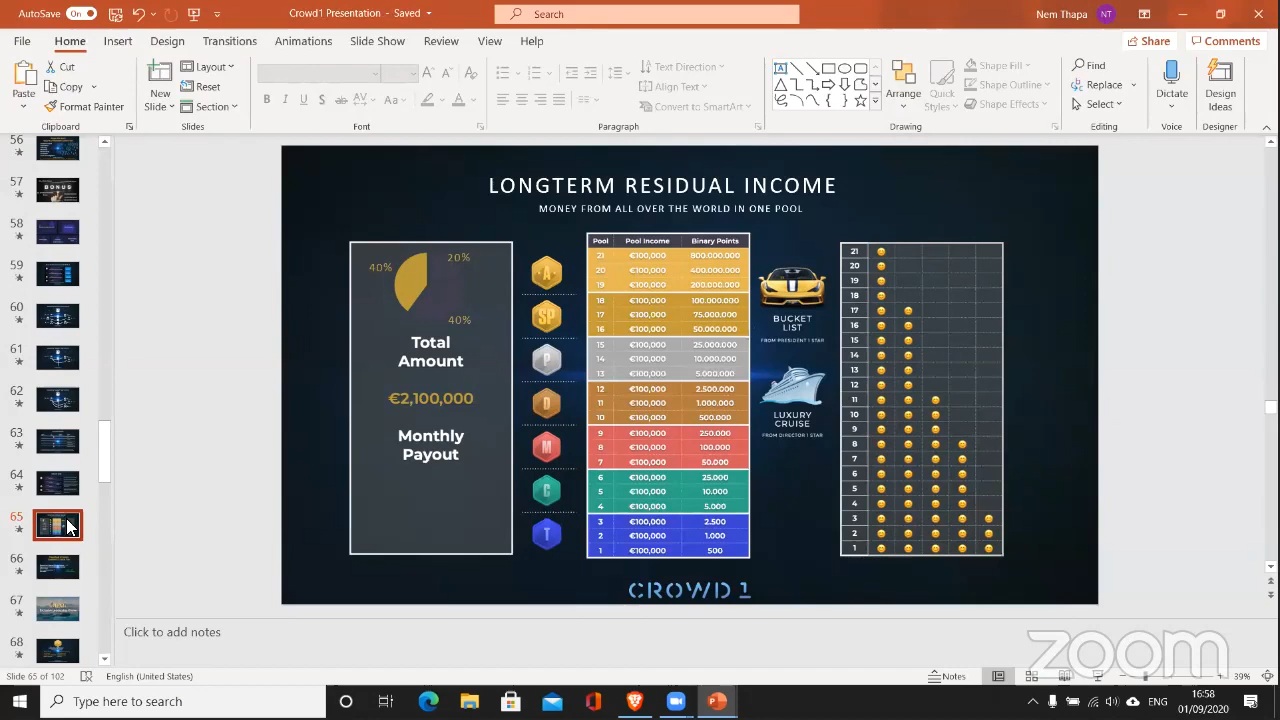 AutoSave On Crowd 1 Presentation - Saved Search Nem Thapa NT
File Home Insert Design Transitions Animations Slide Show Review View Help Share Comments
Paste Cut Copy Format Painter New Slide Layout Reset Section Text Direction Align Text Convert to SmartArt Arrange Quick Styles Shape Fill Shape Outline Shape Effects Find Replace Select Dictate Design Ideas
Clipboard Slides Font Paragraph Drawing Editing Voice Designer
56
57
BONUS
67
68
LONGTERM RESIDUAL INCOME
MONEY FROM ALL OVER THE WORLD IN ONE POOL
40% 20%
40%
Total
Amount
€2,100,000
Monthly
Payout
A
SP
P
D
M
C
T
Pool Pool Income Binary Points
21 €100,000 800.000.000
20 €100,000 400.000.000
19 €100,000 200.000.000
18 €100,000 100.000.000
17 €100,000 75.000.000
16 €100,000 50.000.000
15 €100,000 25.000.000
14 €100,000 10.000.000
13 €100,000 5.000.000
12 €100,000 2.500.000
11 €100,000 1.000.000
10 €100,000 500.000
9 €100,000 250.000
8 €100,000 100.000
7 €100,000 50.000
6 €100,000 25.000
5 €100,000 10.000
4 €100,000 5.000
3 €100,000 2.500
2 €100,000 1.000
1 €100,000 500
BUCKET
LIST
FROM PRESIDENT 1 STAR
LUXURY
CRUISE
FROM DIRECTOR 1 STAR
21
20
19
18
17
16
15
14
13
12
11
10
9
8
7
6
5
4
3
2
1
CROWD 1
Click to add notes
zoom
Slide 65 of 102 English (United States) Notes 39%
Type here to search ENG 16:58
01/09/2020